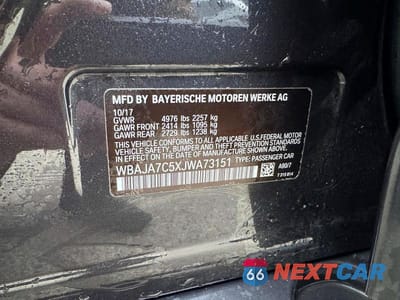 MFD BY BAYERISCHE MOTOREN WERKE AG
10/17
GVWR 4976 lbs 2257 kg
GAWR FRONT 2414 lbs 1095 kg
GAWR REAR 2729 lbs 1238 kg
THIS VEHICLE CONFORMS TO ALL APPLICABLE U.S. FEDERAL MOTOR
VEHICLE SAFETY, BUMPER AND THEFT PREVENTION STANDARDS
IN EFFECT ON THE DATE OF MANUFACTURE SHOWN ABOVE.
WBAJA7C5XJWA73151 TYPE: PASSENGER CAR
A90/7
66 NEXTCAR